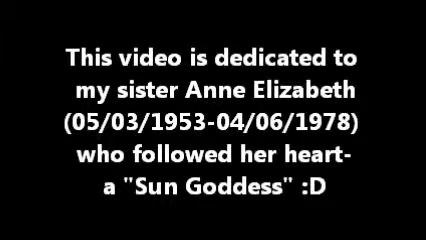 This video is dedicated to
my sister Anne Elizabeth
(05/03/1953-04/06/1978)
who followed her heart-
a "Sun Goddess" :D